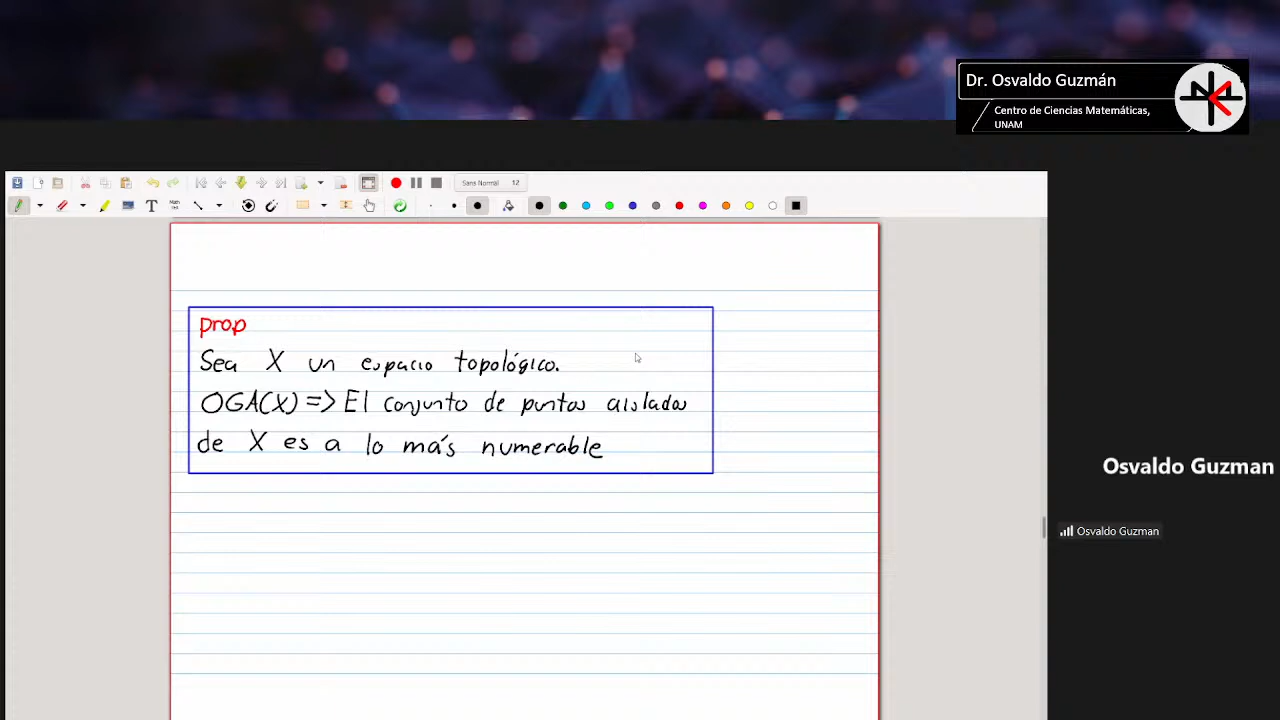 Dr. Osvaldo Guzmán
Centro de Ciencias Matemáticas,
UNAM
Sans Normal 12
prop
Sea X un espacio topológico.
OGA(X) => El conjunto de puntos aislados
de X es a lo más numerable
Osvaldo Guzman
Osvaldo Guzman